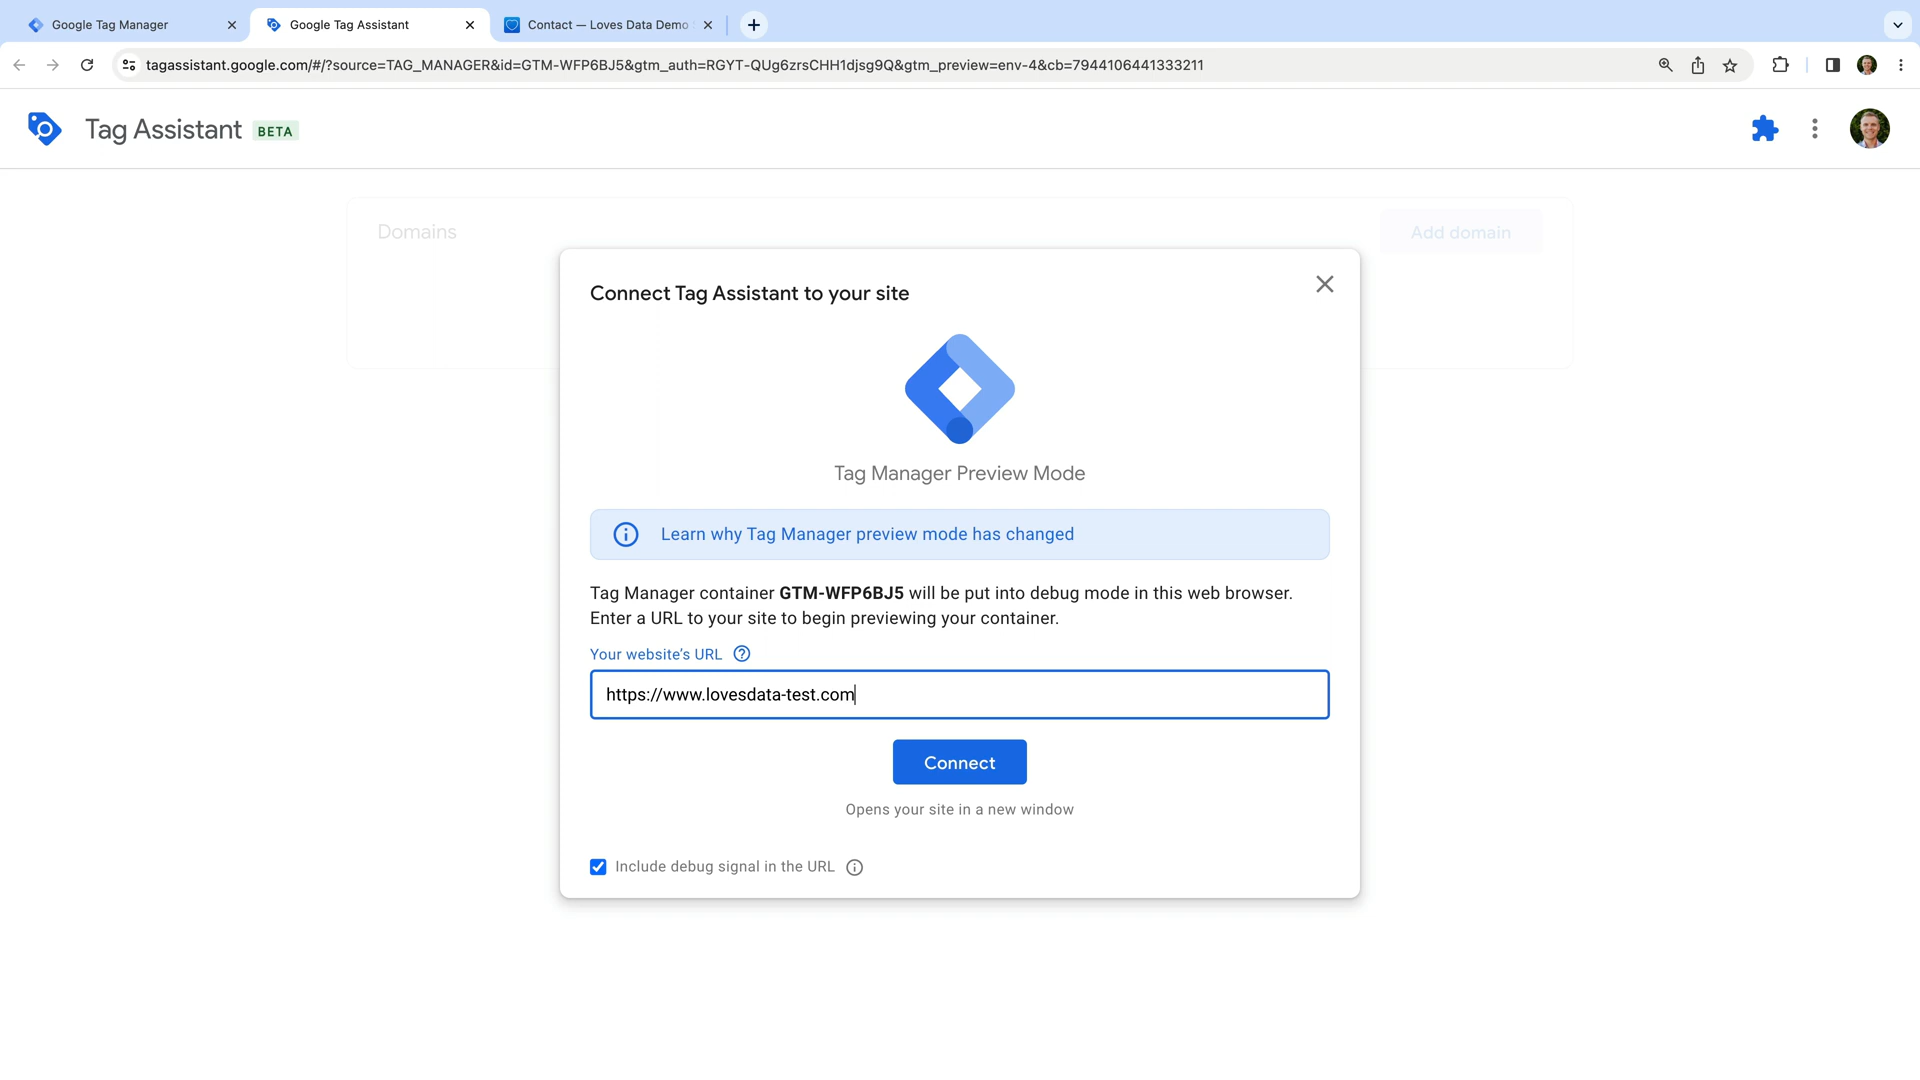 Google Tag Manager
Google Tag Assistant
Contact — Loves Data Demo
tagassistant.google.com/#/?source=TAG_MANAGER&id=GTM-WFP6BJ5&gtm_auth=RGYT-QUg6zrsCHH1djsg9Q&gtm_preview=env-4&cb=7944106441333211
Tag Assistant BETA
Domains
Add domain
Connect Tag Assistant to your site
Tag Manager Preview Mode
Learn why Tag Manager preview mode has changed
Tag Manager container GTM-WFP6BJ5 will be put into debug mode in this web browser.
Enter a URL to your site to begin previewing your container.
Your website's URL
https://www.lovesdata-test.com
Connect
Opens your site in a new window
Include debug signal in the URL